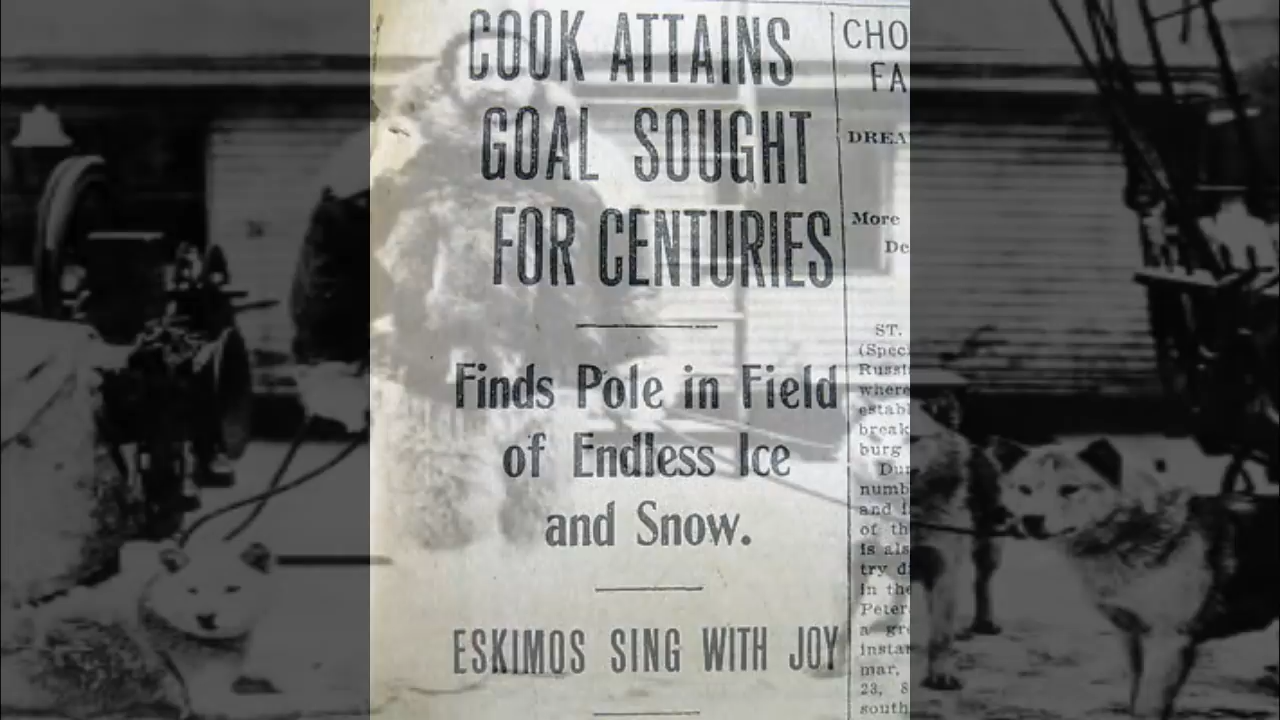 COOK ATTAINS
GOAL SOUGHT
FOR CENTURIES
Finds Pole in Field
of Endless Ice
and Snow.
ESKIMOS SING WITH JOY
CHO
FA
DREA
More
De
ST.
(Spec
Russi
where
establ
break
burg
Dur
numb
and i
of th
is als
try d
in the
Peter
a gr
instan
mar,
23, 8
south